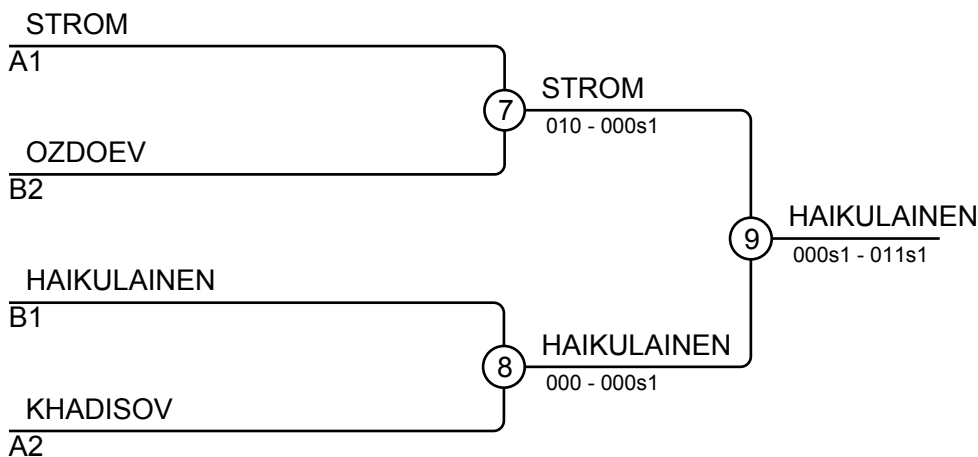 STROM
A1
7
STROM
010 - 000s1
OZDOEV
B2
9
HAIKULAINEN
000s1 - 011s1
HAIKULAINEN
B1
8
HAIKULAINEN
000 - 000s1
KHADISOV
A2